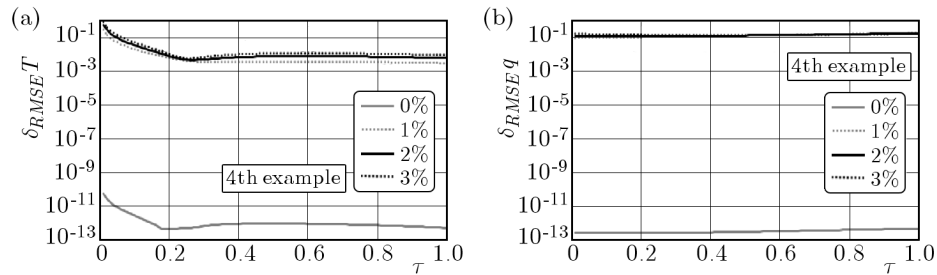 (a)
δ_RMSE T
10^-1
10^-3
10^-5
10^-7
10^-9
10^-11
10^-13
0%
1%
2%
3%
4th example
0 0.2 0.4 0.6 0.8 1.0
τ
(b)
δ_RMSE q
10^-1
10^-3
10^-5
10^-7
10^-9
10^-11
10^-13
4th example
0%
1%
2%
3%
0 0.2 0.4 0.6 0.8 1.0
τ